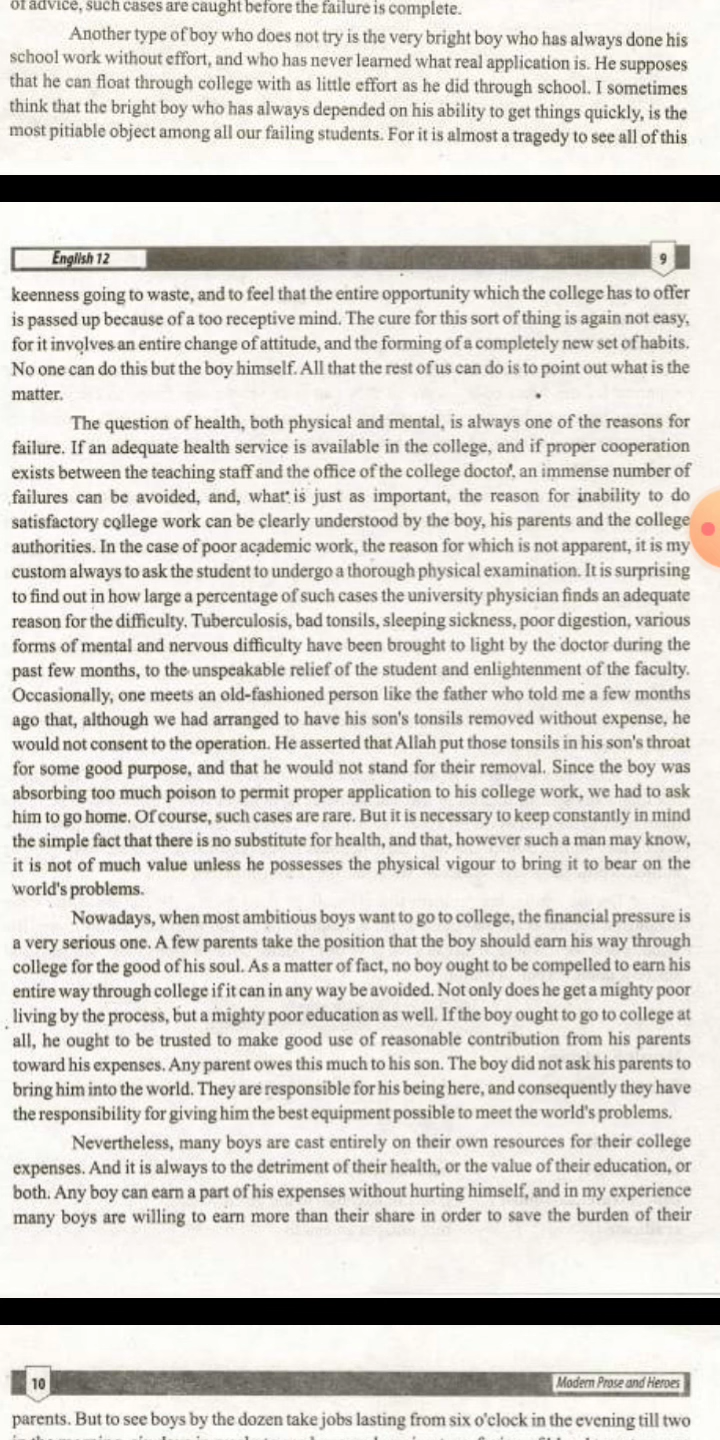 of advice, such cases are caught before the failure is complete.
Another type of boy who does not try is the very bright boy who has always done his
school work without effort, and who has never learned what real application is. He supposes
that he can float through college with as little effort as he did through school. I sometimes
think that the bright boy who has always depended on his ability to get things quickly, is the
most pitiable object among all our failing students. For it is almost a tragedy to see all of this
English 12
9
keenness going to waste, and to feel that the entire opportunity which the college has to offer
is passed up because of a too receptive mind. The cure for this sort of thing is again not easy,
for it involves an entire change of attitude, and the forming of a completely new set of habits.
No one can do this but the boy himself. All that the rest of us can do is to point out what is the
matter.
The question of health, both physical and mental, is always one of the reasons for
failure. If an adequate health service is available in the college, and if proper cooperation
exists between the teaching staff and the office of the college doctor, an immense number of
failures can be avoided, and, what is just as important, the reason for inability to do
satisfactory college work can be clearly understood by the boy, his parents and the college
authorities. In the case of poor academic work, the reason for which is not apparent, it is my
custom always to ask the student to undergo a thorough physical examination. It is surprising
to find out in how large a percentage of such cases the university physician finds an adequate
reason for the difficulty. Tuberculosis, bad tonsils, sleeping sickness, poor digestion, various
forms of mental and nervous difficulty have been brought to light by the doctor during the
past few months, to the unspeakable relief of the student and enlightenment of the faculty.
Occasionally, one meets an old-fashioned person like the father who told me a few months
ago that, although we had arranged to have his son's tonsils removed without expense, he
would not consent to the operation. He asserted that Allah put those tonsils in his son's throat
for some good purpose, and that he would not stand for their removal. Since the boy was
absorbing too much poison to permit proper application to his college work, we had to ask
him to go home. Of course, such cases are rare. But it is necessary to keep constantly in mind
the simple fact that there is no substitute for health, and that, however such a man may know,
it is not of much value unless he possesses the physical vigour to bring it to bear on the
world's problems.
Nowadays, when most ambitious boys want to go to college, the financial pressure is
a very serious one. A few parents take the position that the boy should earn his way through
college for the good of his soul. As a matter of fact, no boy ought to be compelled to earn his
entire way through college if it can in any way be avoided. Not only does he get a mighty poor
living by the process, but a mighty poor education as well. If the boy ought to go to college at
all, he ought to be trusted to make good use of reasonable contribution from his parents
toward his expenses. Any parent owes this much to his son. The boy did not ask his parents to
bring him into the world. They are responsible for his being here, and consequently they have
the responsibility for giving him the best equipment possible to meet the world's problems.
Nevertheless, many boys are cast entirely on their own resources for their college
expenses. And it is always to the detriment of their health, or the value of their education, or
both. Any boy can earn a part of his expenses without hurting himself, and in my experience
many boys are willing to earn more than their share in order to save the burden of their
10
Modern Prose and Heroes
parents. But to see boys by the dozen take jobs lasting from six o'clock in the evening till two